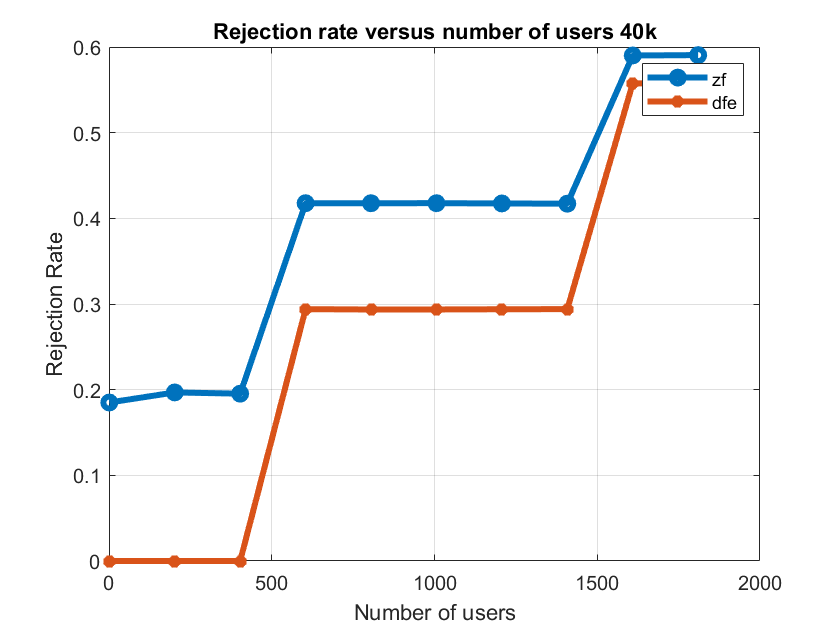 Rejection rate versus number of users 40k
0.6
0.5
0.4
0.3
0.2
0.1
0
Rejection Rate
zf
dfe
0
500
1000
1500
2000
Number of users